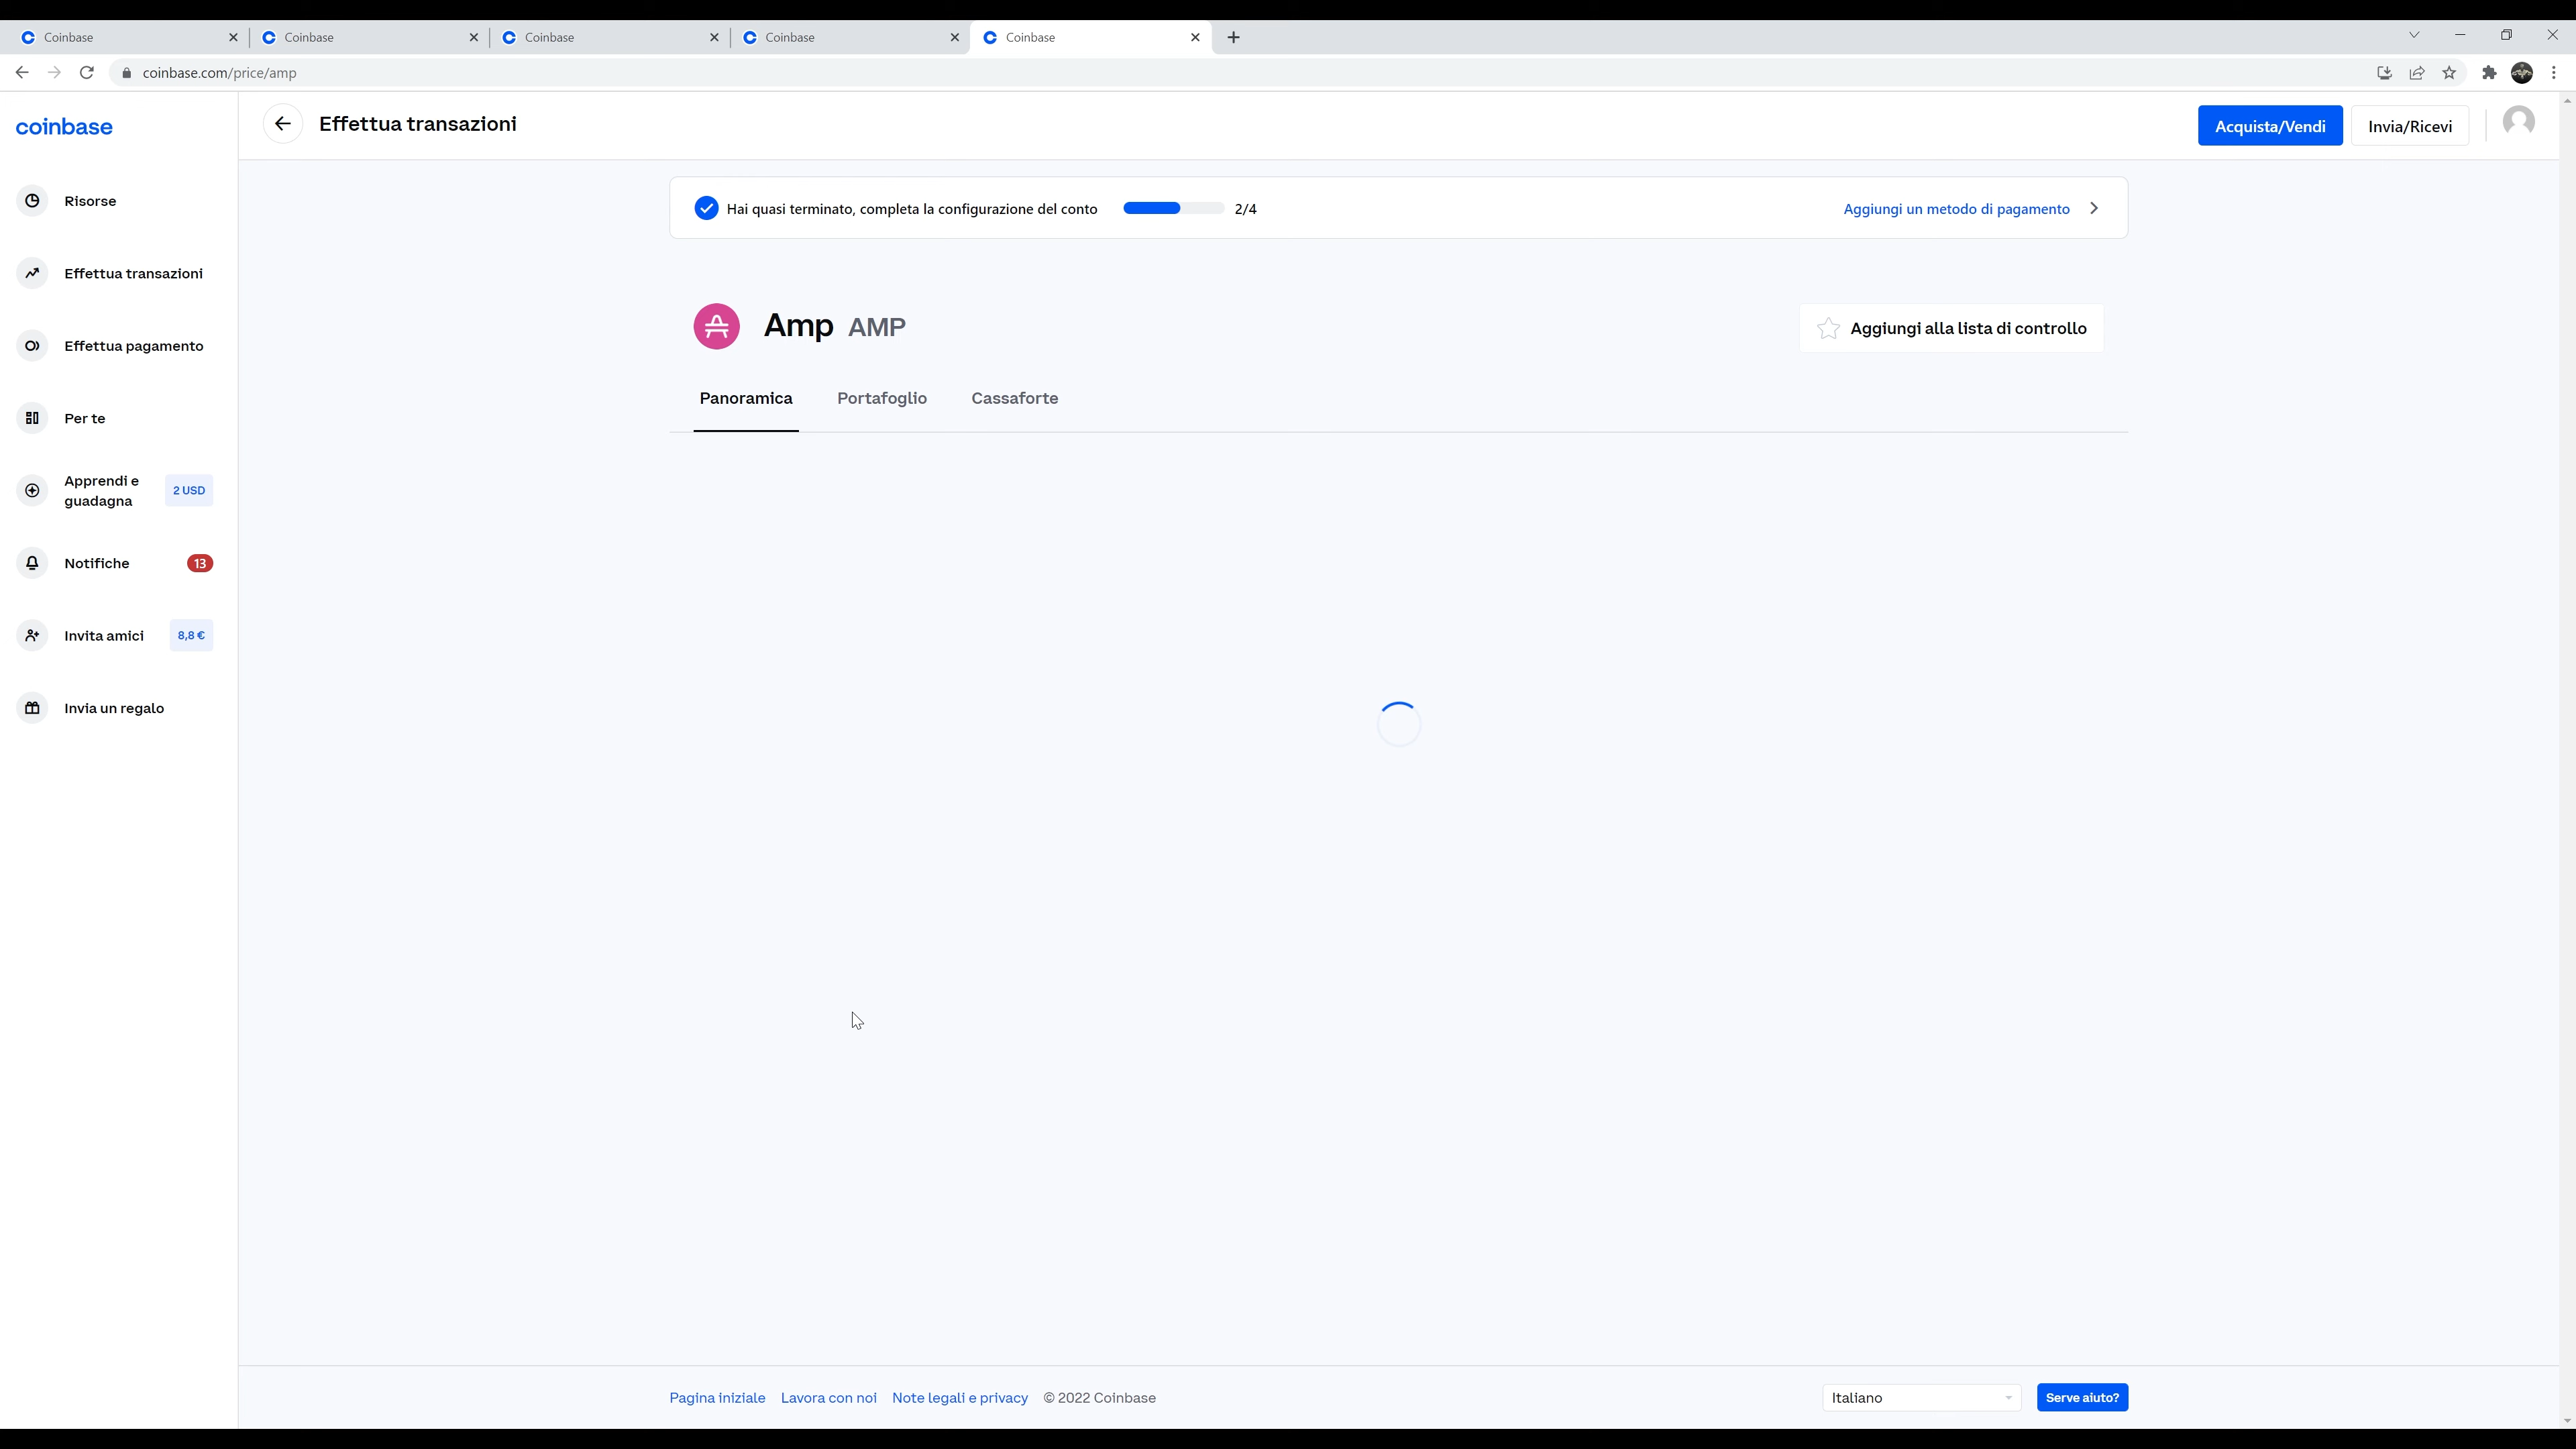 Coinbase
Coinbase
Coinbase
Coinbase
Coinbase
coinbase.com/price/amp
coinbase
Effettua transazioni
Acquista/Vendi
Invia/Ricevi
Risorse
Effettua transazioni
Effettua pagamento
Per te
Apprendi e
guadagna
2 USD
Notifiche
13
Invita amici
8,8 €
Invia un regalo
Hai quasi terminato, completa la configurazione del conto
2/4
Aggiungi un metodo di pagamento
Amp AMP
Aggiungi alla lista di controllo
Panoramica
Portafoglio
Cassaforte
Pagina iniziale
Lavora con noi
Note legali e privacy
© 2022 Coinbase
Italiano
Serve aiuto?